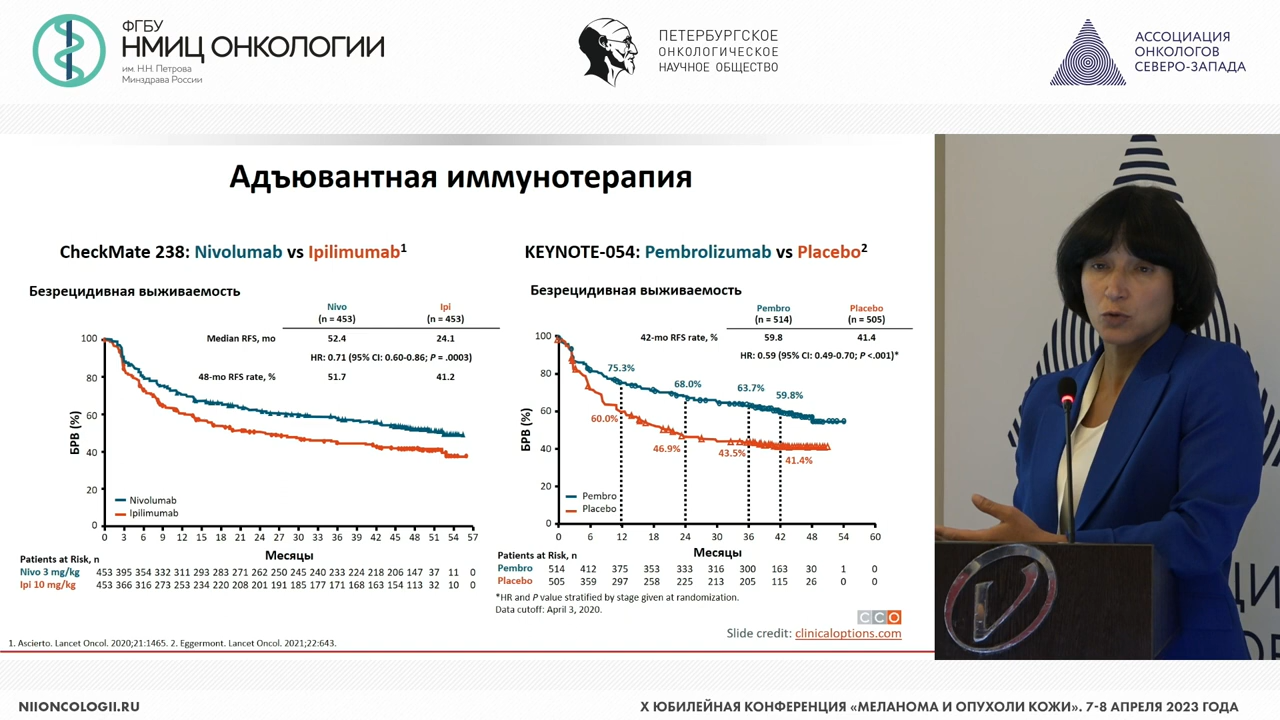 ФГБУ
НМИЦ ОНКОЛОГИИ
им. Н.Н. Петрова
Минздрава России
ПЕТЕРБУРГСКОЕ
ОНКОЛОГИЧЕСКОЕ
НАУЧНОЕ ОБЩЕСТВО
АССОЦИАЦИЯ
ОНКОЛОГОВ
СЕВЕРО-ЗАПАДА
Адъювантная иммунотерапия
CheckMate 238: Nivolumab vs Ipilimumab1
Безрецидивная выживаемость
Nivo Ipi
(n = 453) (n = 453)
Median RFS, mo 52.4 24.1
HR: 0.71 (95% CI: 0.60-0.86; P = .0003)
48-mo RFS rate, % 51.7 41.2
БРВ (%)
100
80
60
40
20
0
Nivolumab
Ipilimumab
0 3 6 9 12 15 18 21 24 27 30 33 36 39 42 45 48 51 54 57
Месяцы
Patients at Risk, n
Nivo 3 mg/kg 453 395 354 332 311 293 283 271 262 250 245 240 233 224 218 206 147 37 11 0
Ipi 10 mg/kg 453 366 316 273 253 234 220 208 201 191 185 177 171 168 163 154 113 32 10 0
KEYNOTE-054: Pembrolizumab vs Placebo2
Безрецидивная выживаемость
Pembro Placebo
(n = 514) (n = 505)
42-mo RFS rate, % 59.8 41.4
HR: 0.59 (95% CI: 0.49-0.70; P <.001)*
БРВ (%)
100
80
60
40
20
0
75.3%
68.0%
63.7%
59.8%
60.0%
46.9%
43.5%
41.4%
Pembro
Placebo
0 6 12 18 24 30 36 42 48 54 60
Месяцы
Patients at Risk, n
Pembro 514 412 375 353 333 316 300 163 30 1 0
Placebo 505 359 297 258 225 213 205 115 26 0 0
*HR and P value stratified by stage given at randomization.
Data cutoff: April 3, 2020.
CCO
Slide credit: clinicaloptions.com
1. Ascierto. Lancet Oncol. 2020;21:1465. 2. Eggermont. Lancet Oncol. 2021;22:643.
NIIONCOLOGII.RU
X ЮБИЛЕЙНАЯ КОНФЕРЕНЦИЯ «МЕЛАНОМА И ОПУХОЛИ КОЖИ». 7-8 АПРЕЛЯ 2023 ГОДА